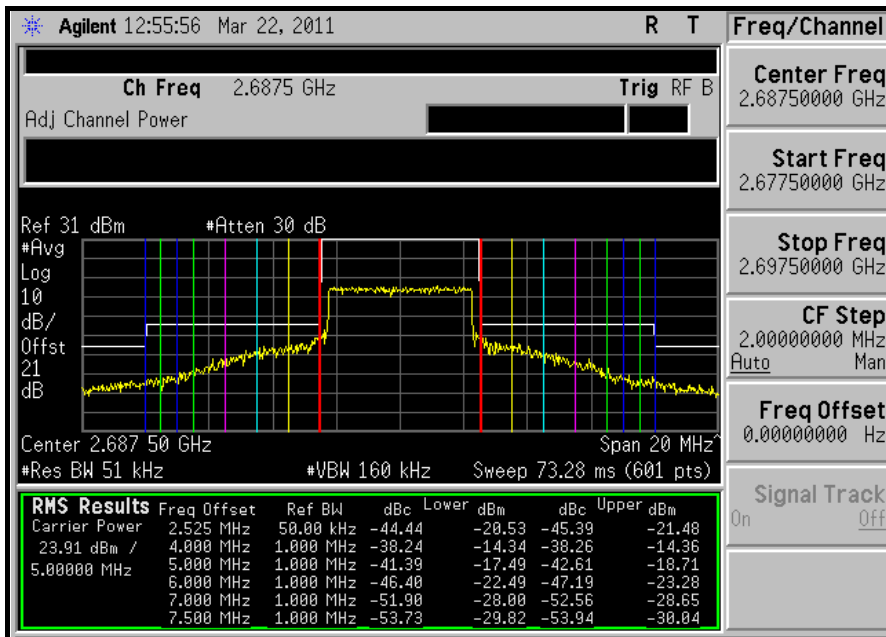 Agilent 12:55:56 Mar 22, 2011 R T
Freq/Channel
Ch Freq 2.6875 GHz Trig RF B
Adj Channel Power
Center Freq
2.68750000 GHz
Start Freq
2.67750000 GHz
Stop Freq
2.69750000 GHz
CF Step
2.00000000 MHz
Auto Man
Freq Offset
0.00000000 Hz
Signal Track
On Off
Ref 31 dBm #Atten 30 dB
#Avg
Log
10
dB/
Offst
21
dB
Center 2.687 50 GHz Span 20 MHz^
#Res BW 51 kHz #VBW 160 kHz Sweep 73.28 ms (601 pts)
RMS Results Freq Offset Ref BW dBc Lower dBm dBc Upper dBm
Carrier Power 2.525 MHz 50.00 kHz -44.44 -20.53 -45.39 -21.48
23.91 dBm / 4.000 MHz 1.000 MHz -38.24 -14.34 -38.26 -14.36
5.00000 MHz 5.000 MHz 1.000 MHz -41.39 -17.49 -42.61 -18.71
6.000 MHz 1.000 MHz -46.40 -22.49 -47.19 -23.28
7.000 MHz 1.000 MHz -51.90 -28.00 -52.56 -28.65
7.500 MHz 1.000 MHz -53.73 -29.82 -53.94 -30.04